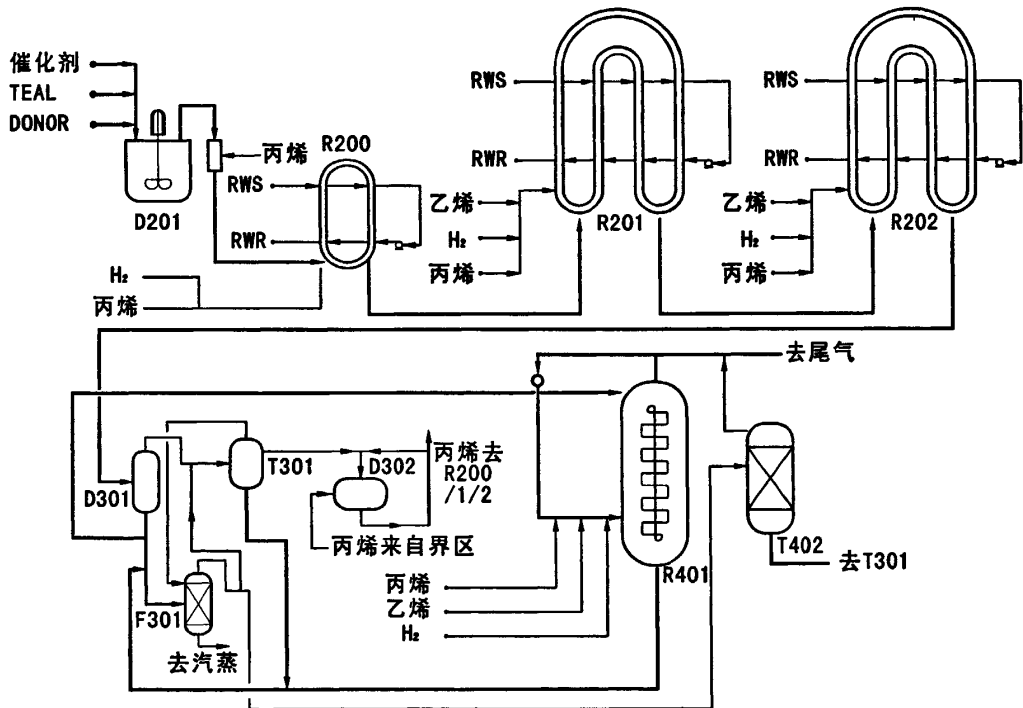 催化剂
TEAL
DONOR
D201
丙烯
R200
RWS
RWR
H₂
丙烯
RWS
RWR
乙烯
H₂
丙烯
R201
RWS
RWR
乙烯
H₂
丙烯
R202
去尾气
D301
T301
D302
丙烯去
R200
/1/2
丙烯来自界区
F301
去汽蒸
丙烯
乙烯
H₂
R401
T402
去T301